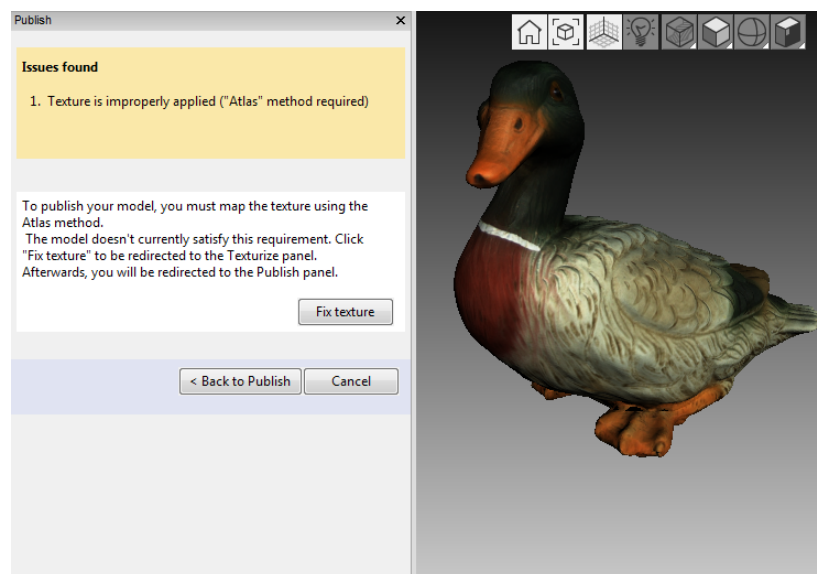 Publish
Issues found
1. Texture is improperly applied ("Atlas" method required)
To publish your model, you must map the texture using the
Atlas method.
The model doesn't currently satisfy this requirement. Click
"Fix texture" to be redirected to the Texturize panel.
Afterwards, you will be redirected to the Publish panel.
Fix texture
< Back to Publish
Cancel